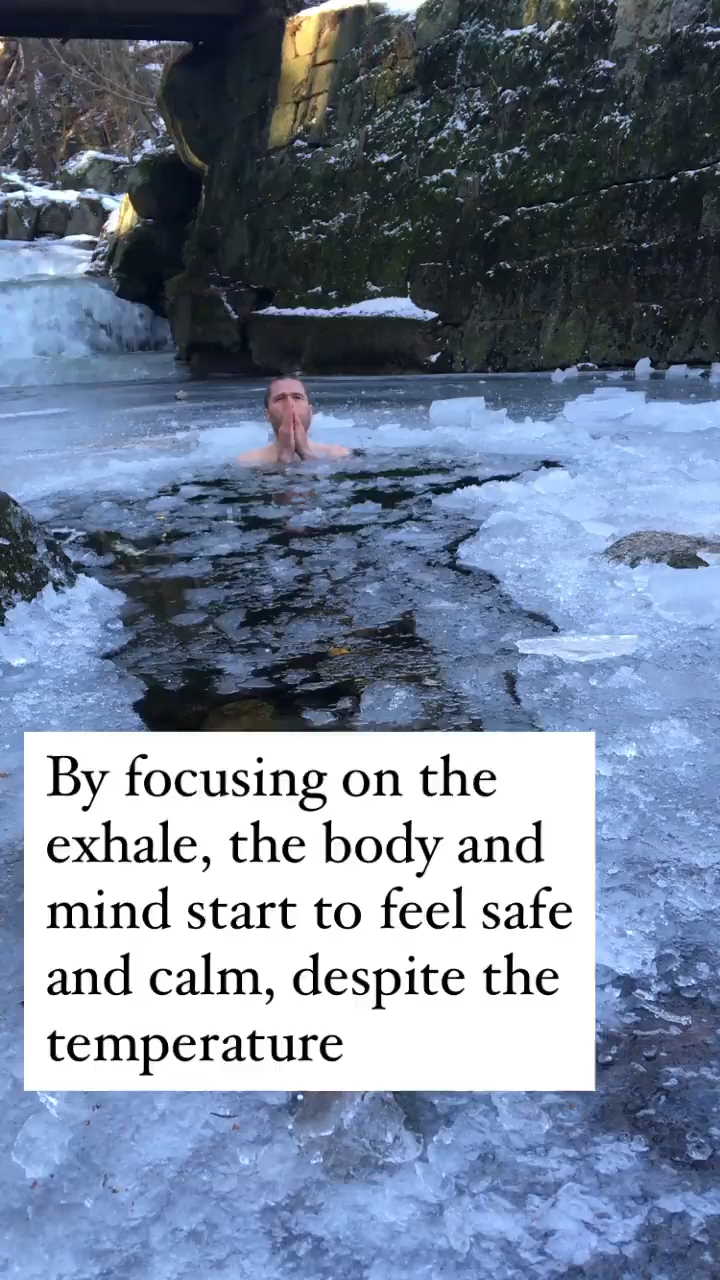 By focusing on the
exhale, the body and
mind start to feel safe
and calm, despite the
temperature